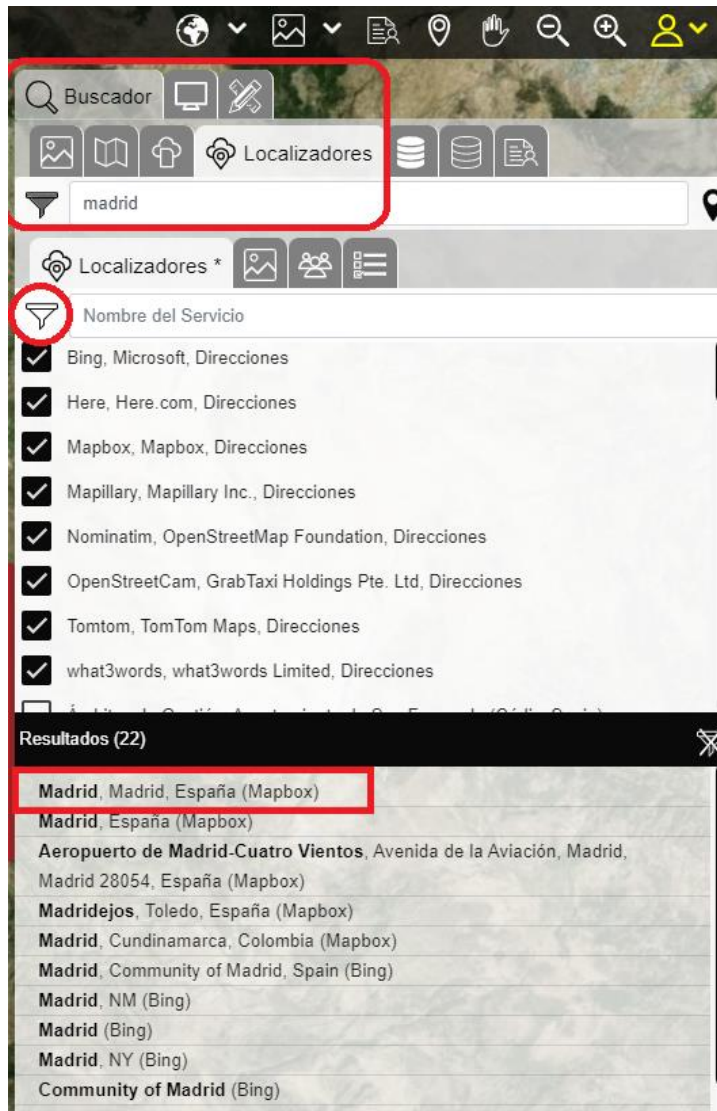 Buscador
Localizadores
madrid
Localizadores *
Nombre del Servicio
Bing, Microsoft, Direcciones
Here, Here.com, Direcciones
Mapbox, Mapbox, Direcciones
Mapillary, Mapillary Inc., Direcciones
Nominatim, OpenStreetMap Foundation, Direcciones
OpenStreetCam, GrabTaxi Holdings Pte. Ltd, Direcciones
Tomtom, TomTom Maps, Direcciones
what3words, what3words Limited, Direcciones
Resultados (22)
Madrid, Madrid, España (Mapbox)
Madrid, España (Mapbox)
Aeropuerto de Madrid-Cuatro Vientos, Avenida de la Aviación, Madrid,
Madrid 28054, España (Mapbox)
Madridejos, Toledo, España (Mapbox)
Madrid, Cundinamarca, Colombia (Mapbox)
Madrid, Community of Madrid, Spain (Bing)
Madrid, NM (Bing)
Madrid (Bing)
Madrid, NY (Bing)
Community of Madrid (Bing)